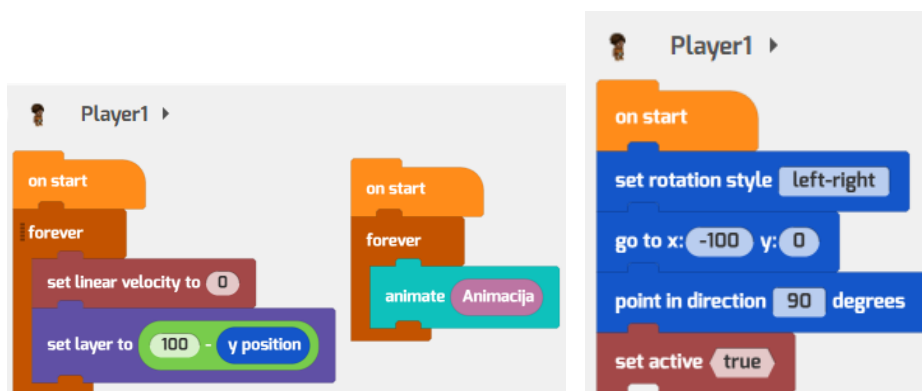 Player1
on start
forever
set linear velocity to 0
set layer to 100 - y position
on start
forever
animate Animacija
Player1
on start
set rotation style left-right
go to x: -100 y: 0
point in direction 90 degrees
set active true